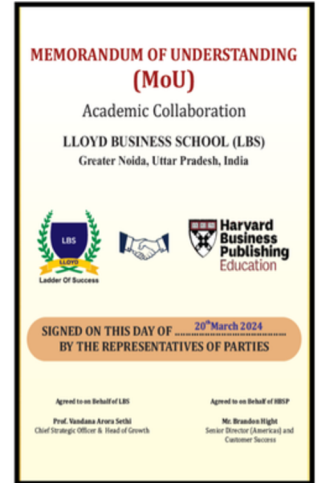 MEMORANDUM OF UNDERSTANDING
(MoU)
Academic Collaboration
LLOYD BUSINESS SCHOOL (LBS)
Greater Noida, Uttar Pradesh, India
LBS
LLOYD
Ladder Of Success
Harvard
Business
Publishing
Education
SIGNED ON THIS DAY OF ...20thMarch 2024...
BY THE REPRESENTATIVES OF PARTIES
Agreed to on Behalf of LBS
Prof. Vandana Arora Sethi
Chief Strategic Officer & Head of Growth
Agreed to on Behalf of HBSP
Mr. Brandon Hight
Senior Director (Americas) and
Customer Success